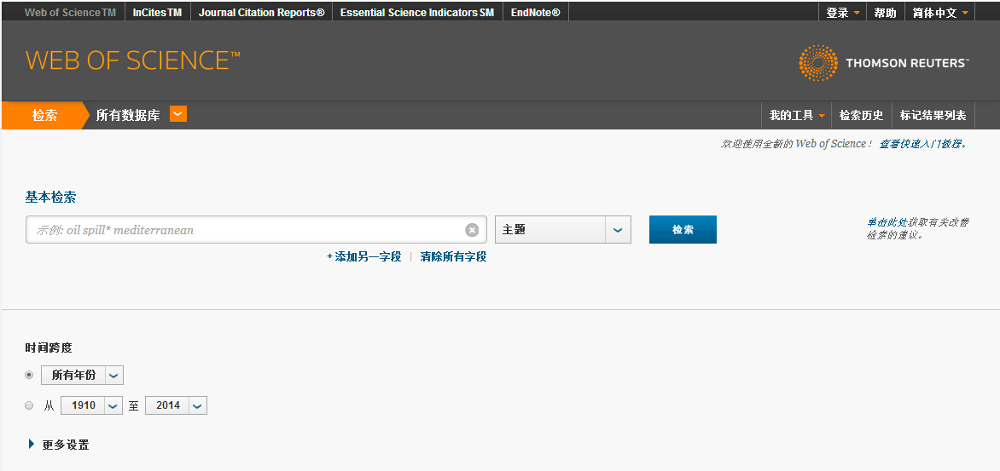 Web of Science TM InCites TM Journal Citation Reports® Essential Science Indicators SM EndNote® 登录 帮助 简体中文
WEB OF SCIENCE™
THOMSON REUTERS™
检索 所有数据库 我的工具 检索历史 标记结果列表
欢迎使用全新的 Web of Science！ 查看快速入门教程。
基本检索
示例: oil spill* mediterranean 主题 检索 单击此处获取有关改善
检索的建议。
+ 添加另一字段 | 清除所有字段
时间跨度
所有年份
从 1910 至 2014
更多设置